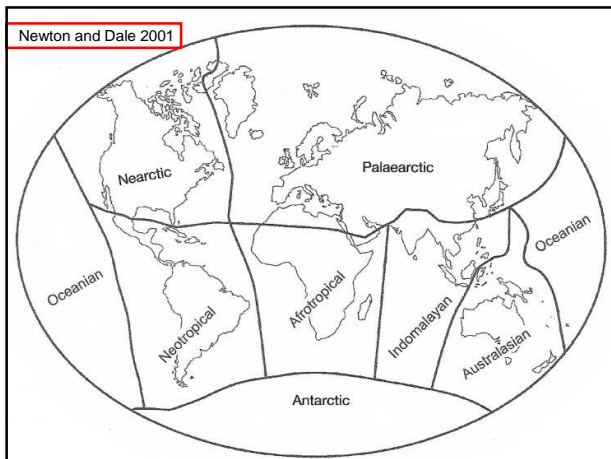 Newton and Dale 2001
Nearctic
Palaearctic
Oceanian
Neotropical
Afrotropical
Indomalayan
Australasian
Oceanian
Antarctic